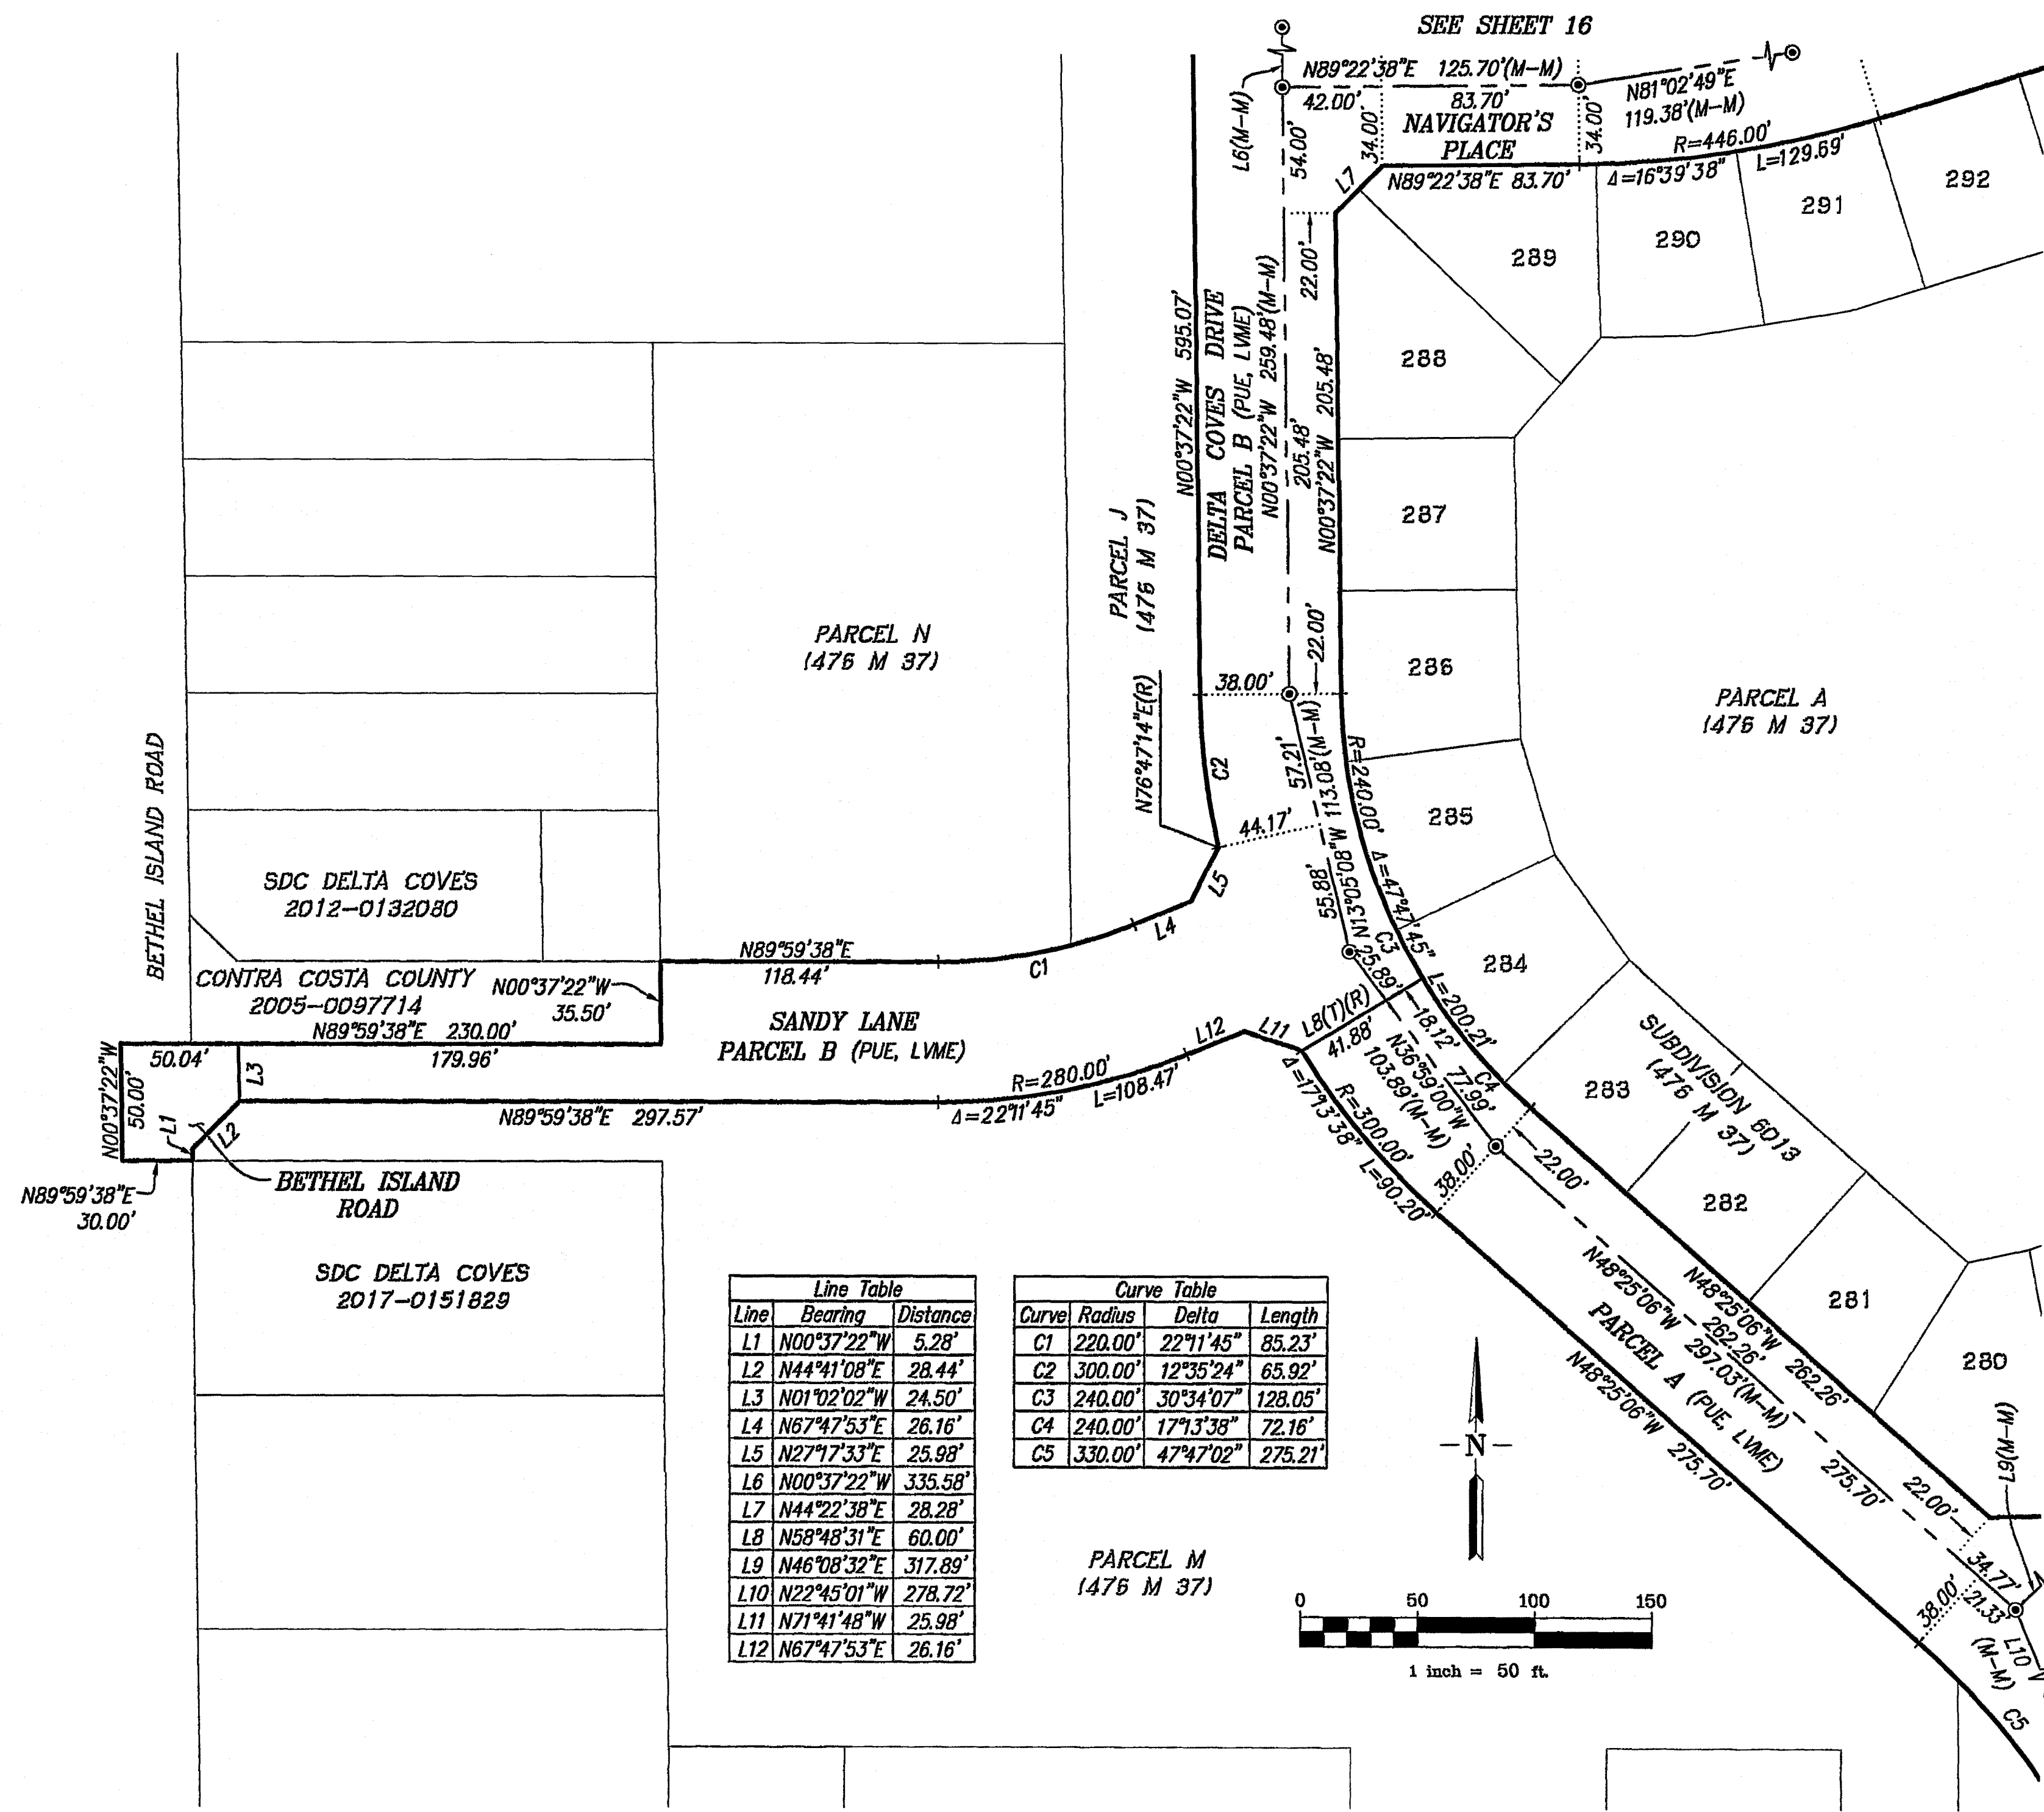 SEE SHEET 16
N89°22'38"E 125.70'(M-M)
42.00'
83.70'
NAVIGATOR'S
PLACE
L6(M-M)
54.00'
34.00'
34.00'
N81°02'49"E
119.38'(M-M)
R=446.00'
L7
N89°22'38"E 83.70'
Δ=16°39'38"
L=129.69'
292
291
290
289
288
287
286
285
284
283
282
281
280
22.00'
N00°37'22"W 595.07'
DELTA COVES DRIVE
PARCEL B (PUE, LVME)
N00°37'22"W 259.48'(M-M)
205.48'
N00°37'22"W 205.48'
PARCEL J
(476 M 37)
22.00'
38.00'
PARCEL N
(476 M 37)
PARCEL A
(476 M 37)
N76°47'14"E(R)
C2
57.21'
N13°05'08"W 113.08'(M-M)
R=240.00'
Δ=47°47'45"
L=200.21'
44.17'
55.88'
L5
L4
C3
BETHEL ISLAND ROAD
SDC DELTA COVES
2012-0132080
CONTRA COSTA COUNTY
2005-0097714
N00°37'22"W
35.50'
N89°59'38"E
118.44'
C1
N89°59'38"E 230.00'
50.04'
179.96'
SANDY LANE
PARCEL B (PUE, LVME)
L12
L11
L8(T)(R)
41.88'
25.89'
18.12'
N36°59'00"W
103.89'(M-M)
77.99'
C4
N00°37'22"W
50.00'
L3
L1
L2
R=280.00'
L=108.47'
Δ=22°11'45"
N89°59'38"E 297.57'
Δ=17°13'38"
R=300.00'
L=90.20'
38.00'
22.00'
SUBDIVISION 6013
(476 M 37)
BETHEL ISLAND
ROAD
N89°59'38"E
30.00'
SDC DELTA COVES
2017-0151829
Line Table
Line Bearing Distance
L1 N00°37'22"W 5.28'
L2 N44°41'08"E 28.44'
L3 N01°02'02"W 24.50'
L4 N67°47'53"E 26.16'
L5 N27°17'33"E 25.98'
L6 N00°37'22"W 335.58'
L7 N44°22'38"E 28.28'
L8 N58°48'31"E 60.00'
L9 N46°08'32"E 317.89'
L10 N22°45'01"W 278.72'
L11 N71°41'48"W 25.98'
L12 N67°47'53"E 26.16'
Curve Table
Curve Radius Delta Length
C1 220.00' 22°11'45" 85.23'
C2 300.00' 12°35'24" 65.92'
C3 240.00' 30°34'07" 128.05'
C4 240.00' 17°13'38" 72.16'
C5 330.00' 47°47'02" 275.21'
N48°25'06"W 262.26'
262.26'
N48°25'06"W 297.03'(M-M)
PARCEL A (PUE, LVME)
N48°25'06"W 275.70'
275.70'
22.00'
L9(M-M)
34.77'
38.00'
21.33'
L10
(M-M)
C5
N
PARCEL M
(476 M 37)
0 50 100 150
1 inch = 50 ft.